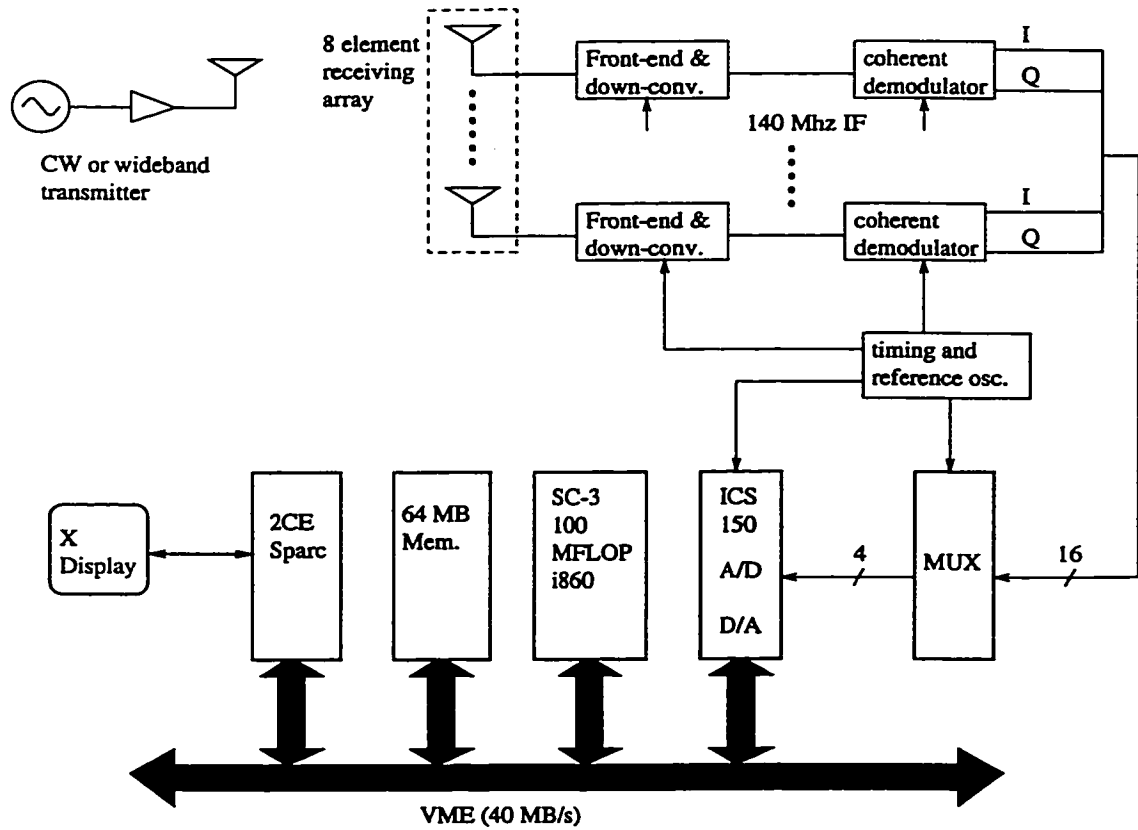 8 element
receiving
array
CW or wideband
transmitter
Front-end &
down-conv.
coherent
demodulator
I
Q
140 Mhz IF
Front-end &
down-conv.
coherent
demodulator
I
Q
timing and
reference osc.
X
Display
2CE
Sparc
64 MB
Mem.
SC-3
100
MFLOP
i860
ICS
150
A/D
D/A
4
MUX
16
VME (40 MB/s)